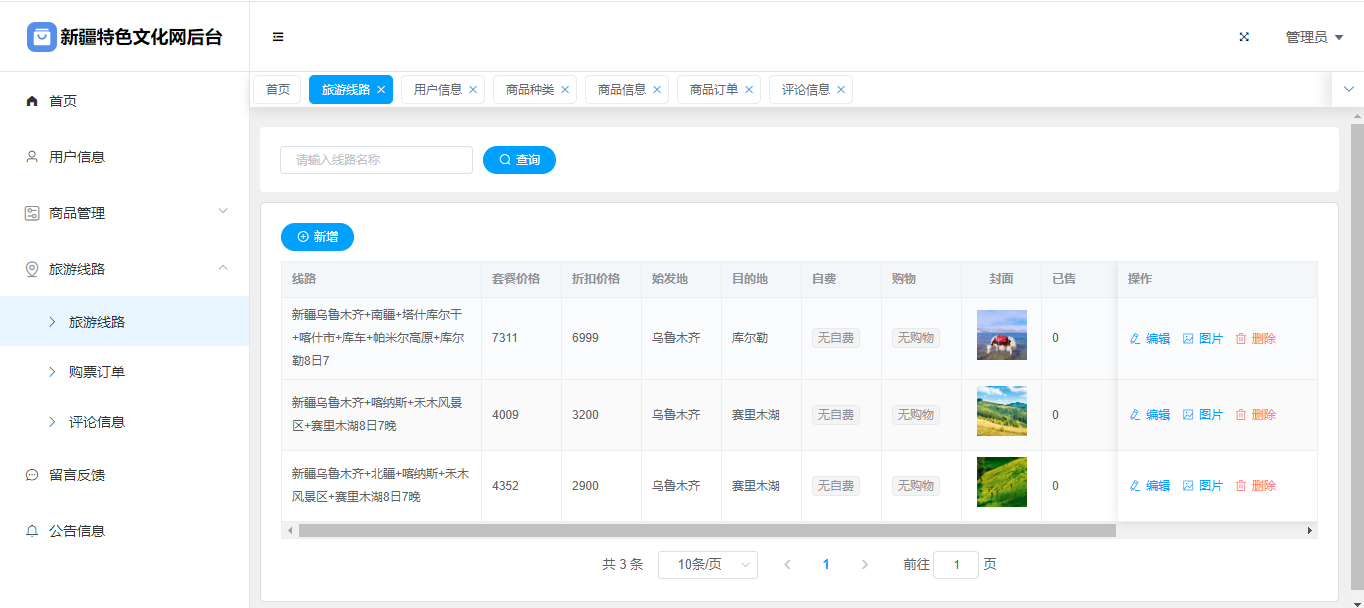 新疆特色文化网后台
管理员
首页
旅游线路
用户信息
商品种类
商品信息
商品订单
评论信息
首页
用户信息
商品管理
旅游线路
旅游线路
购票订单
评论信息
留言反馈
公告信息
请输入线路名称
查询
新增
线路 套餐价格 折扣价格 始发地 目的地 自费 购物 封面 已售 操作
新疆乌鲁木齐+南疆+塔什库尔干
+喀什市+库车+帕米尔高原+库尔
勒8日7
7311 6999 乌鲁木齐 库尔勒 无自费 无购物 0 编辑 图片 删除
新疆乌鲁木齐+喀纳斯+禾木风景
区+赛里木湖8日7晚
4009 3200 乌鲁木齐 赛里木湖 无自费 无购物 0 编辑 图片 删除
新疆乌鲁木齐+北疆+喀纳斯+禾木
风景区+赛里木湖8日7晚
4352 2900 乌鲁木齐 赛里木湖 无自费 无购物 0 编辑 图片 删除
共 3 条 10条/页 1 前往 1 页